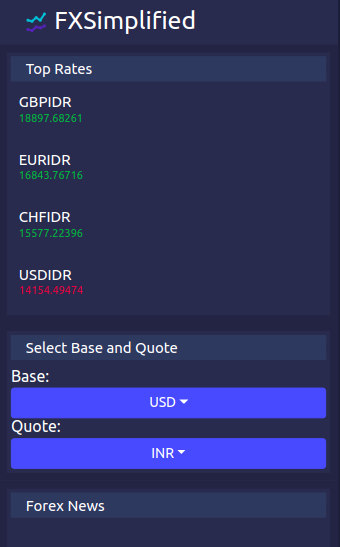 FXSimplified
Top Rates
GBPIDR
18897.68261
EURIDR
16843.76716
CHFIDR
15577.22396
USDIDR
14154.49474
Select Base and Quote
Base:
USD
Quote:
INR
Forex News